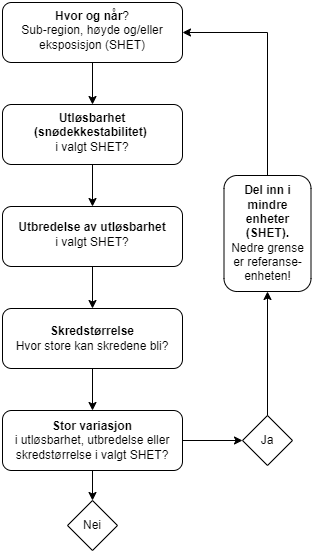 Hvor og når?
Sub-region, høyde og/eller
eksposisjon (SHET)
Utløsbarhet
(snødekkestabilitet)
i valgt SHET?
Utbredelse av utløsbarhet
i valgt SHET?
Skredstørrelse
Hvor store kan skredene bli?
Stor variasjon
i utløsbarhet, utbredelse eller
skredstørrelse i valgt SHET?
Ja
Del inn i
mindre
enheter
(SHET).
Nedre grense
er referanse-
enheten!
Nei